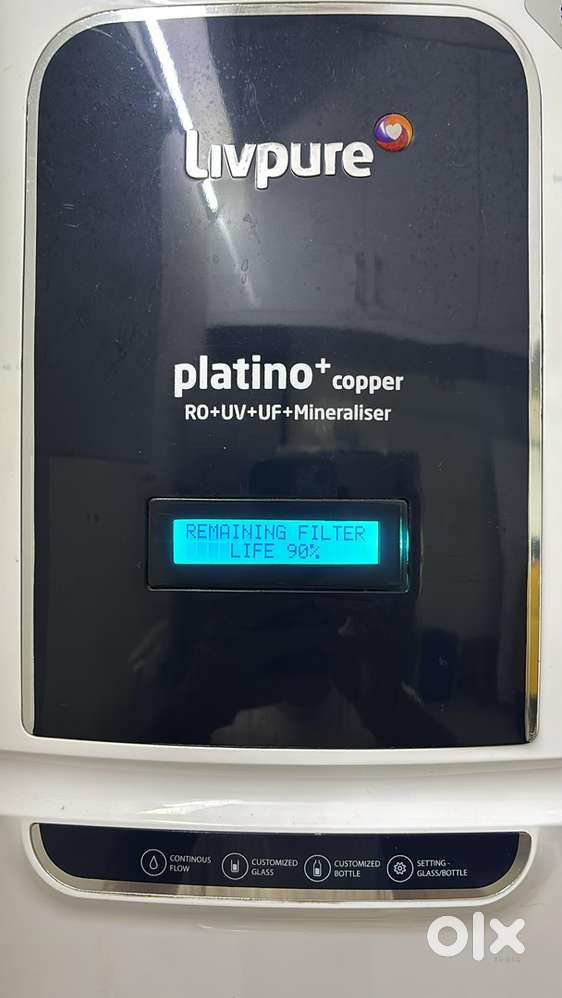 Livpure
platino+ copper
RO+UV+UF+Mineraliser
REMAINING FILTER
LIFE 90%
CONTINOUS
FLOW
CUSTOMIZED
GLASS
CUSTOMIZED
BOTTLE
SETTING -
GLASS/BOTTLE
olx